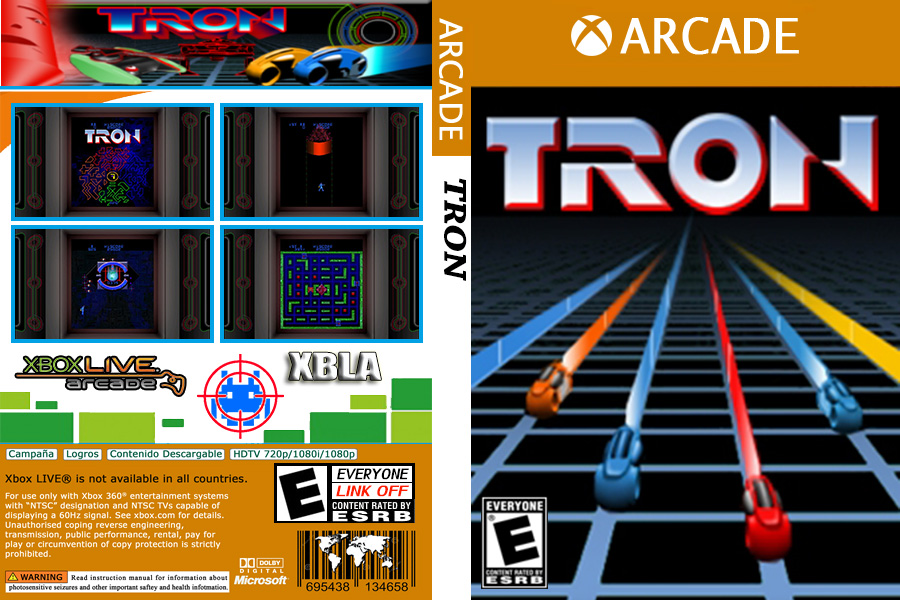 TRON
TRON
XBOX LIVE
arcade
XBLA
Campaña
Logros
Contenido Descargable
HDTV 720p/1080i/1080p
Xbox LIVE® is not available in all countries.
For use only with Xbox 360® entertainment systems
with “NTSC” designation and NTSC TVs capable of
displaying a 60Hz signal. See xbox.com for details.
Unauthorised coping reverse engineering,
transmission, public performance, rental, pay for
play or circumvention of copy protection is strictly
prohibited.
WARNING Read instruction manual for information about
photosensitive seizures and other important saftey and health infotmation.
E
EVERYONE
LINK OFF
CONTENT RATED BY
ESRB
DOLBY
DIGITAL
Microsoft
695438 134658
ARCADE
TRON
ARCADE
TRON
EVERYONE
E
CONTENT RATED BY
ESRB